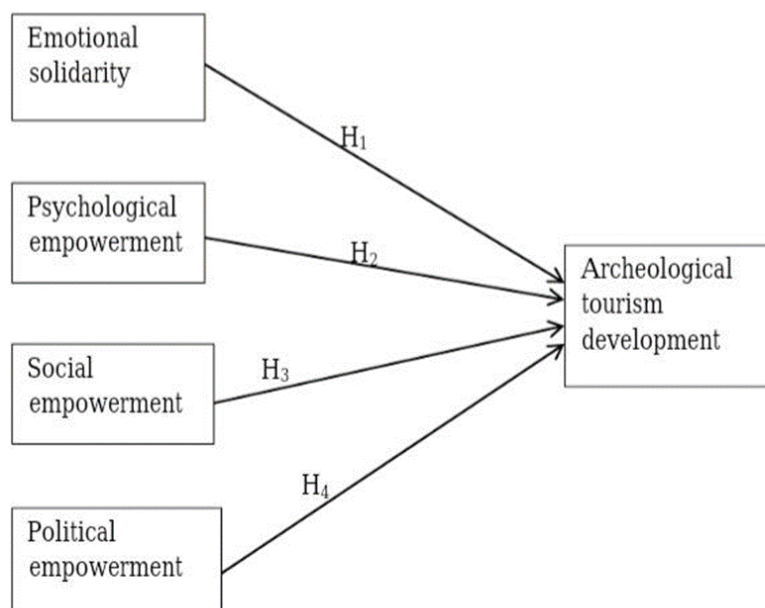 Emotional
solidarity
H₁
Psychological
empowerment
H₂
Archeological
tourism
development
Social
empowerment
H₃
H₄
Political
empowerment